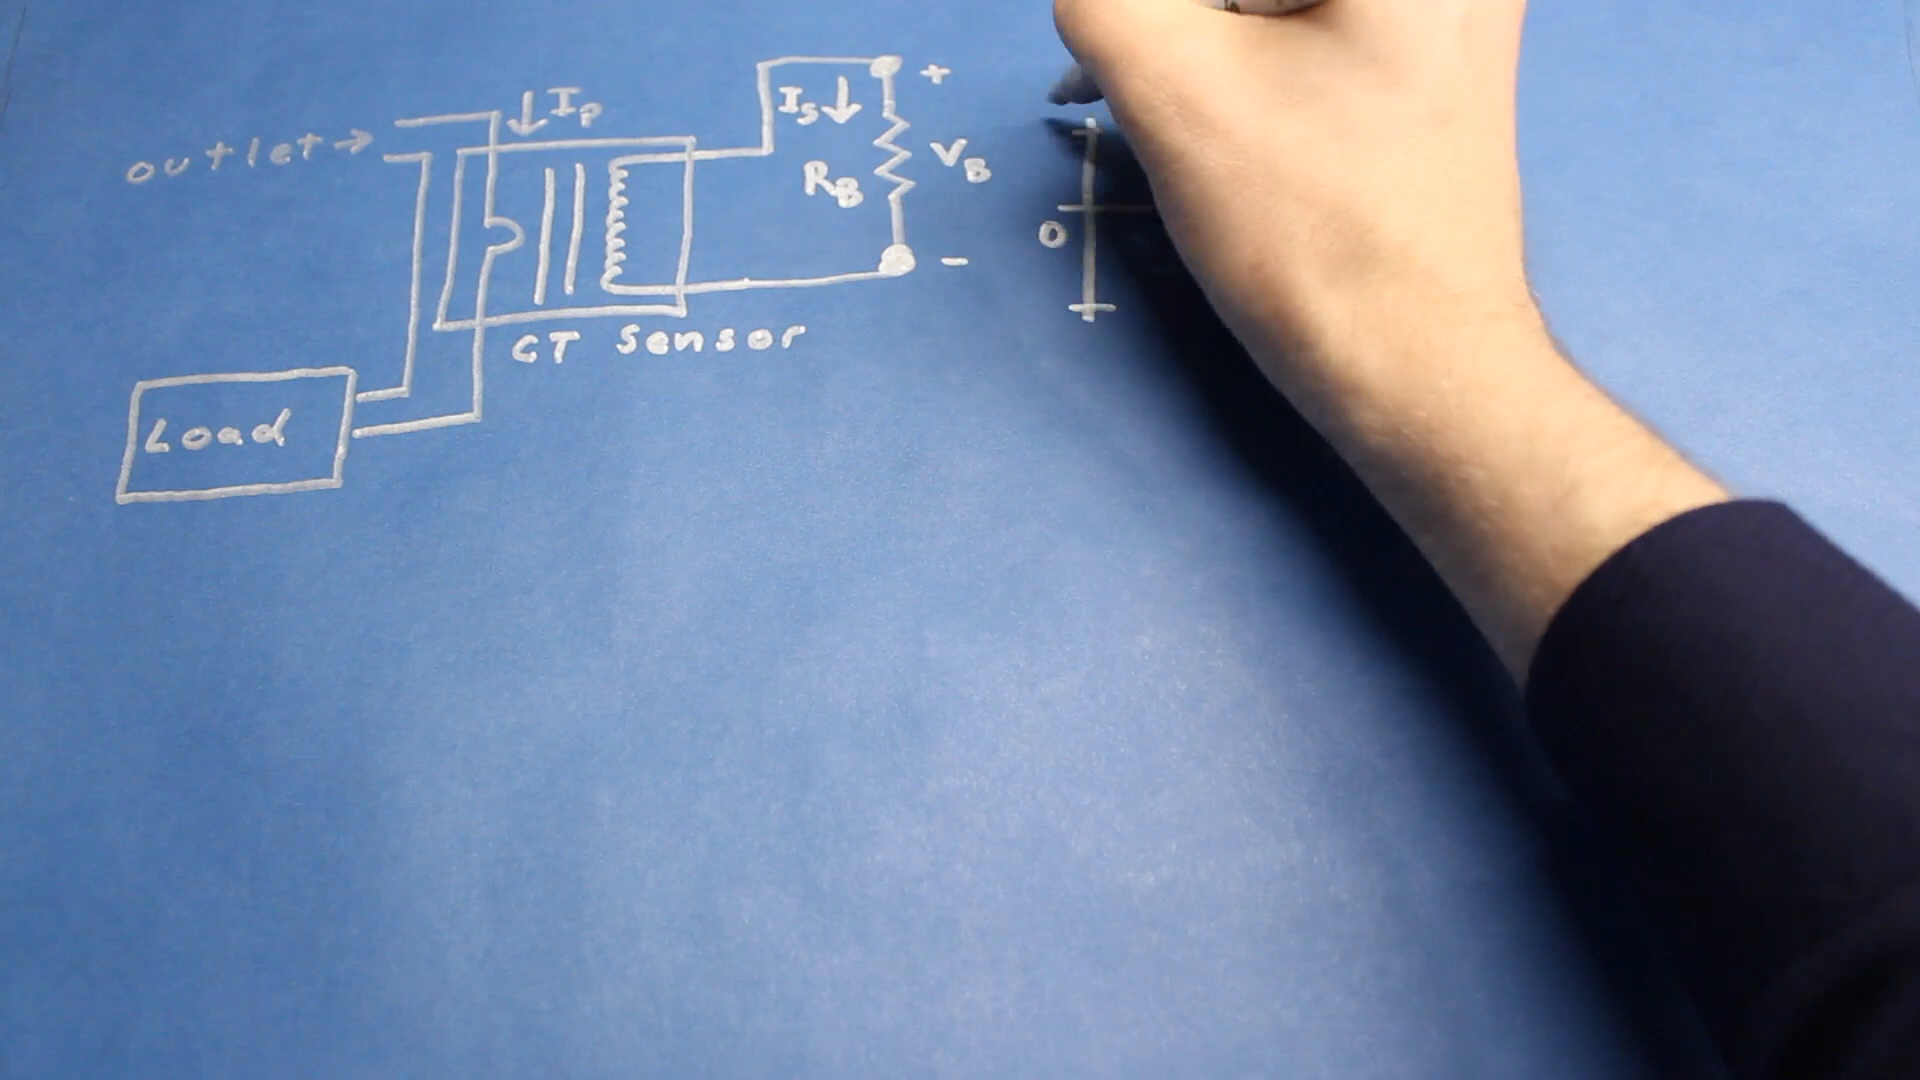 outlet →
↓ Ip
Is ↓
+
RB
VB
-
CT Sensor
Load
0